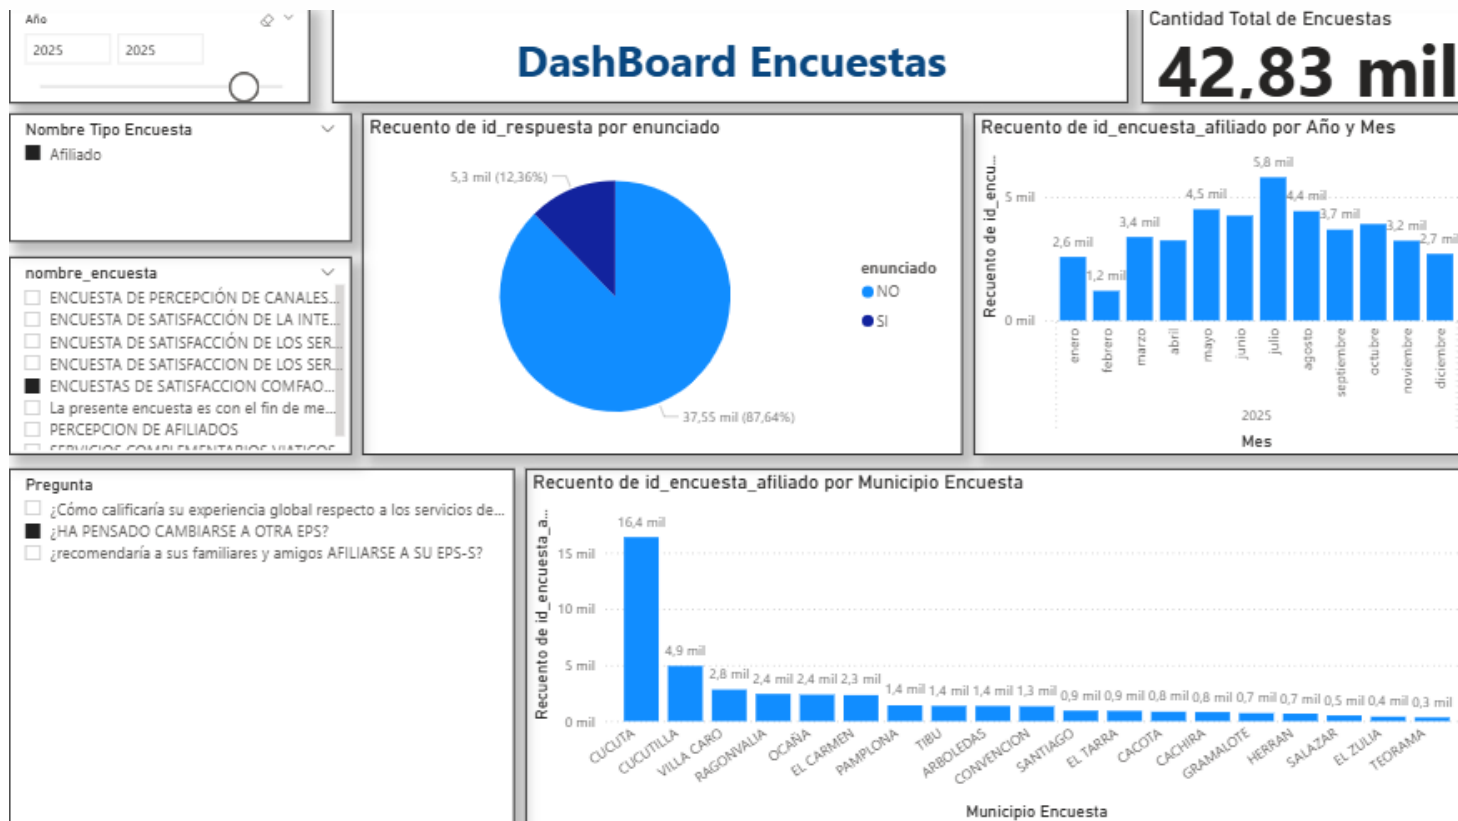 Año
2025
2025
DashBoard Encuestas
Cantidad Total de Encuestas
42,83 mil
Nombre Tipo Encuesta
Afiliado
nombre_encuesta
ENCUESTA DE PERCEPCIÓN DE CANALES...
ENCUESTA DE SATISFACCIÓN DE LA INTE...
ENCUESTA DE SATISFACCIÓN DE LOS SER...
ENCUESTA DE SATISFACCION DE LOS SER...
ENCUESTAS DE SATISFACCION COMFAO...
La presente encuesta es con el fin de me...
PERCEPCION DE AFILIADOS
SERVICIOS COMPLEMENTARIOS VIATICOS
Recuento de id_respuesta por enunciado
5,3 mil (12,36%)
37,55 mil (87,64%)
enunciado
NO
SI
Recuento de id_encuesta_afiliado por Año y Mes
Recuento de id_encu...
5 mil
0 mil
2,6 mil
1,2 mil
3,4 mil
4,5 mil
5,8 mil
4,4 mil
3,7 mil
3,2 mil
2,7 mil
enero
febrero
marzo
abril
mayo
junio
julio
agosto
septiembre
octubre
noviembre
diciembre
2025
Mes
Pregunta
¿Cómo calificaría su experiencia global respecto a los servicios de...
¿HA PENSADO CAMBIARSE A OTRA EPS?
¿recomendaría a sus familiares y amigos AFILIARSE A SU EPS-S?
Recuento de id_encuesta_afiliado por Municipio Encuesta
Recuento de id_encuesta_a...
15 mil
10 mil
5 mil
0 mil
16,4 mil
4,9 mil
2,8 mil
2,4 mil
2,4 mil
2,3 mil
1,4 mil
1,4 mil
1,4 mil
1,3 mil
0,9 mil
0,9 mil
0,8 mil
0,8 mil
0,7 mil
0,7 mil
0,5 mil
0,4 mil
0,3 mil
CUCUTA
CUCUTILLA
VILLA CARO
RAGONVALIA
OCAÑA
EL CARMEN
PAMPLONA
TIBU
ARBOLEDAS
CONVENCION
SANTIAGO
EL TARRA
CACOTA
CACHIRA
GRAMALOTE
HERRAN
SALAZAR
EL ZULIA
TEORAMA
Municipio Encuesta